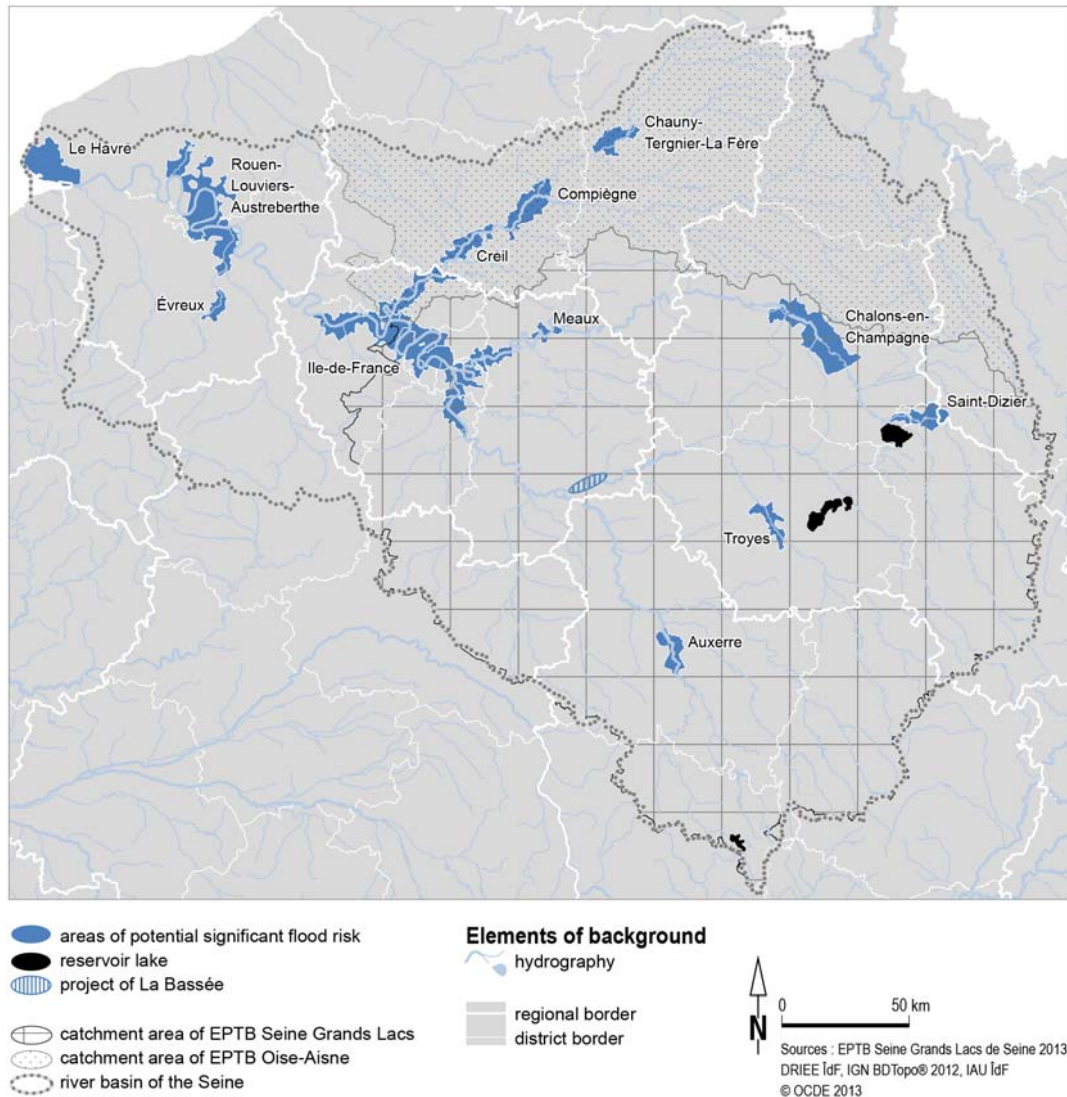 Le Hâvre
Rouen-
Louviers-
Austreberthe
Évreux
Chauny-
Tergnier-La Fère
Compiègne
Creil
Meaux
Ile-de-France
Chalons-en-
Champagne
Saint-Dizier
Troyes
Auxerre
areas of potential significant flood risk
reservoir lake
project of La Bassée
catchment area of EPTB Seine Grands Lacs
catchment area of EPTB Oise-Aisne
river basin of the Seine
Elements of background
hydrography
regional border
district border
N
0 50 km
Sources : EPTB Seine Grands Lacs de Seine 2013
DRIEE ÎdF, IGN BDTopo® 2012, IAU ÎdF
© OCDE 2013